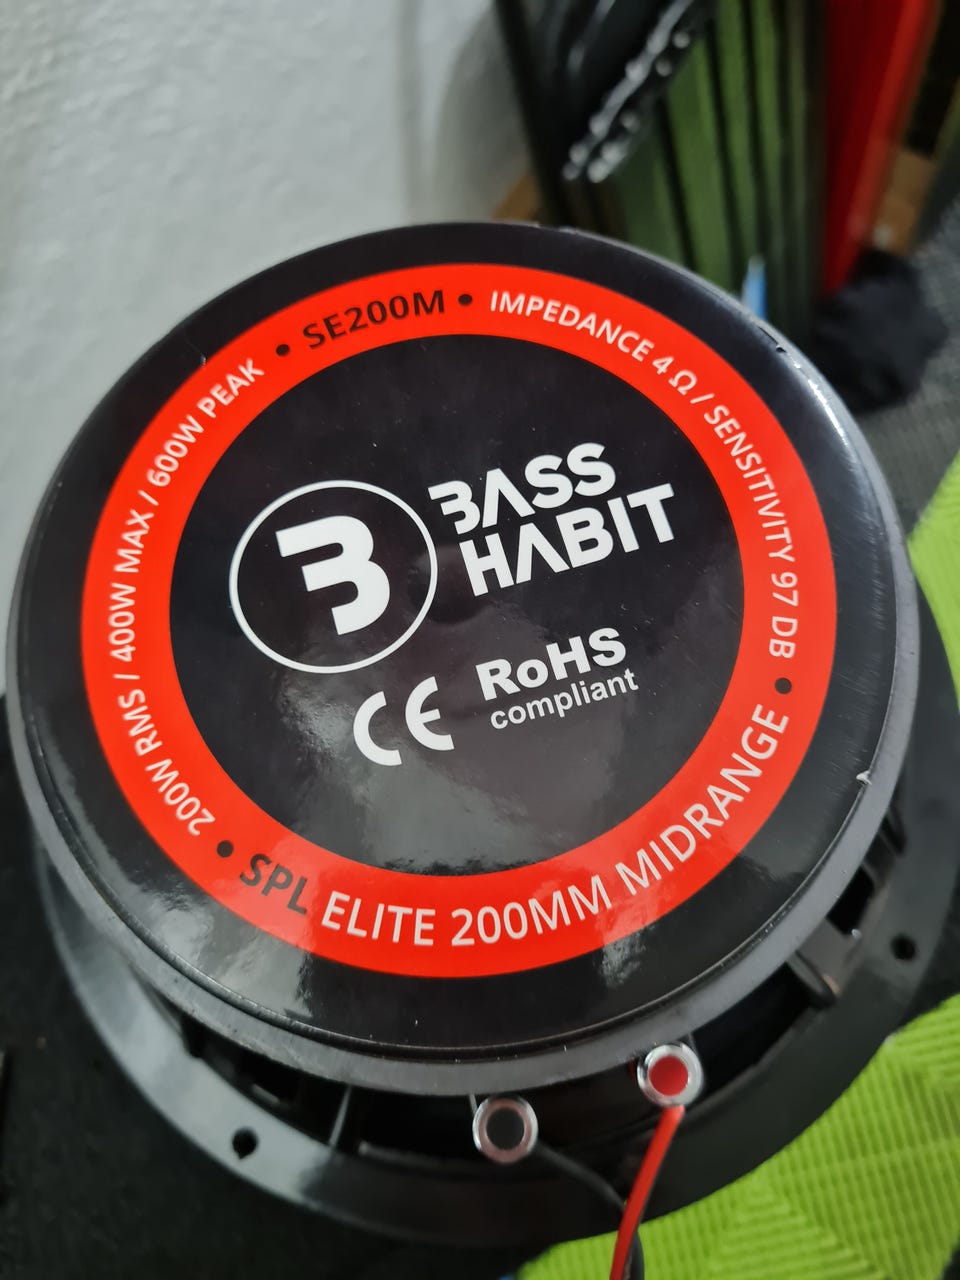 • SE200M • IMPEDANCE 4 Ω / SENSITIVITY 97 DB
• SPL ELITE 200MM MIDRANGE •
200W RMS / 400W MAX / 600W PEAK
B
BASS
HABIT
CE
RoHS
compliant